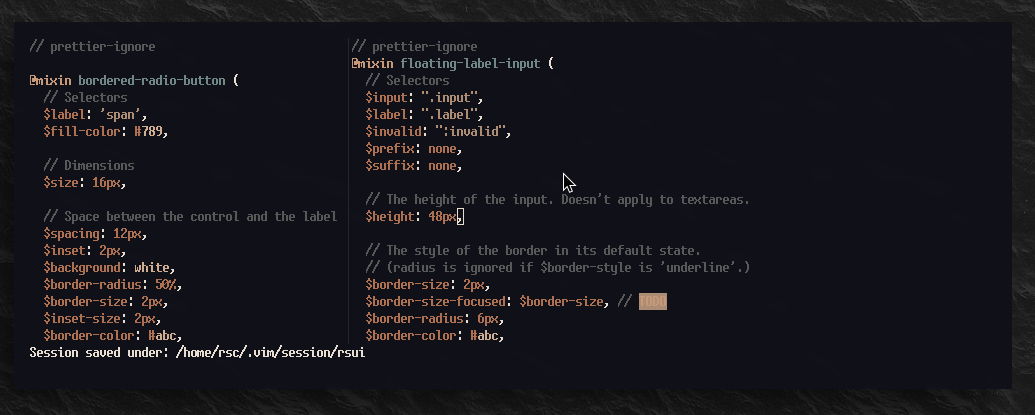 // prettier-ignore
@mixin bordered-radio-button (
// Selectors
$label: 'span',
$fill-color: #789,
// Dimensions
$size: 16px,
// Space between the control and the label
$spacing: 12px,
$inset: 2px,
$background: white,
$border-radius: 50%,
$border-size: 2px,
$inset-size: 2px,
$border-color: #abc,
// prettier-ignore
@mixin floating-label-input (
// Selectors
$input: ".input",
$label: ".label",
$invalid: ":invalid",
$prefix: none,
$suffix: none,
// The height of the input. Doesn't apply to textareas.
$height: 48px,
// The style of the border in its default state.
// (radius is ignored if $border-style is 'underline'.)
$border-size: 2px,
$border-size-focused: $border-size, // TODO
$border-radius: 6px,
$border-color: #abc,
Session saved under: /home/rsc/.vim/session/rsui